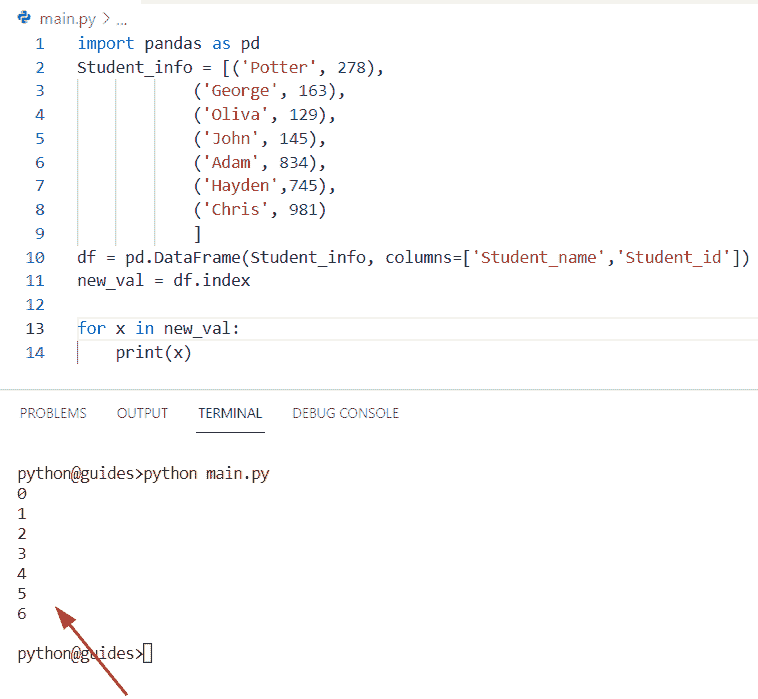 main.py > ...
1 import pandas as pd
2 Student_info = [('Potter', 278),
3 ('George', 163),
4 ('Oliva', 129),
5 ('John', 145),
6 ('Adam', 834),
7 ('Hayden',745),
8 ('Chris', 981)
9 ]
10 df = pd.DataFrame(Student_info, columns=['Student_name','Student_id'])
11 new_val = df.index
12
13 for x in new_val:
14 print(x)
PROBLEMS OUTPUT TERMINAL DEBUG CONSOLE
python@guides>python main.py
0
1
2
3
4
5
6
python@guides>